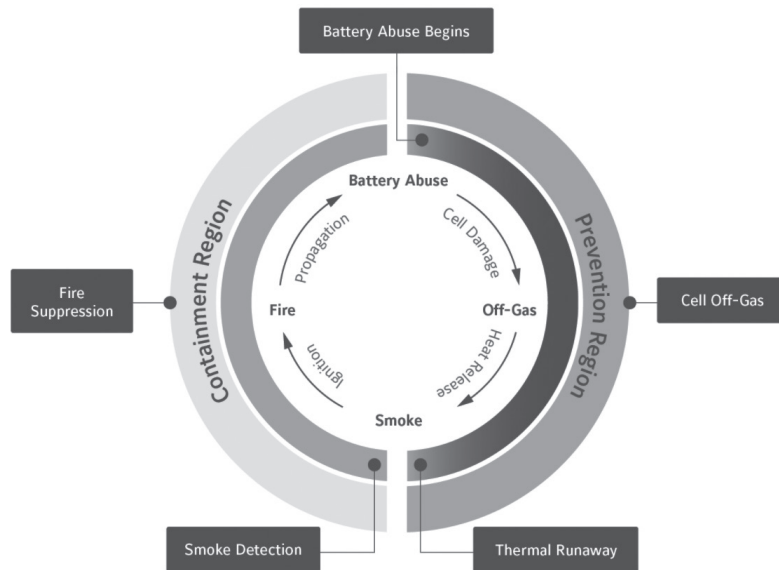 Battery Abuse Begins
Battery Abuse
Propagation
Cell Damage
Containment Region
Prevention Region
Fire
Suppression
Fire
Off-Gas
Cell Off-Gas
Ignition
Heat Release
Smoke
Smoke Detection
Thermal Runaway